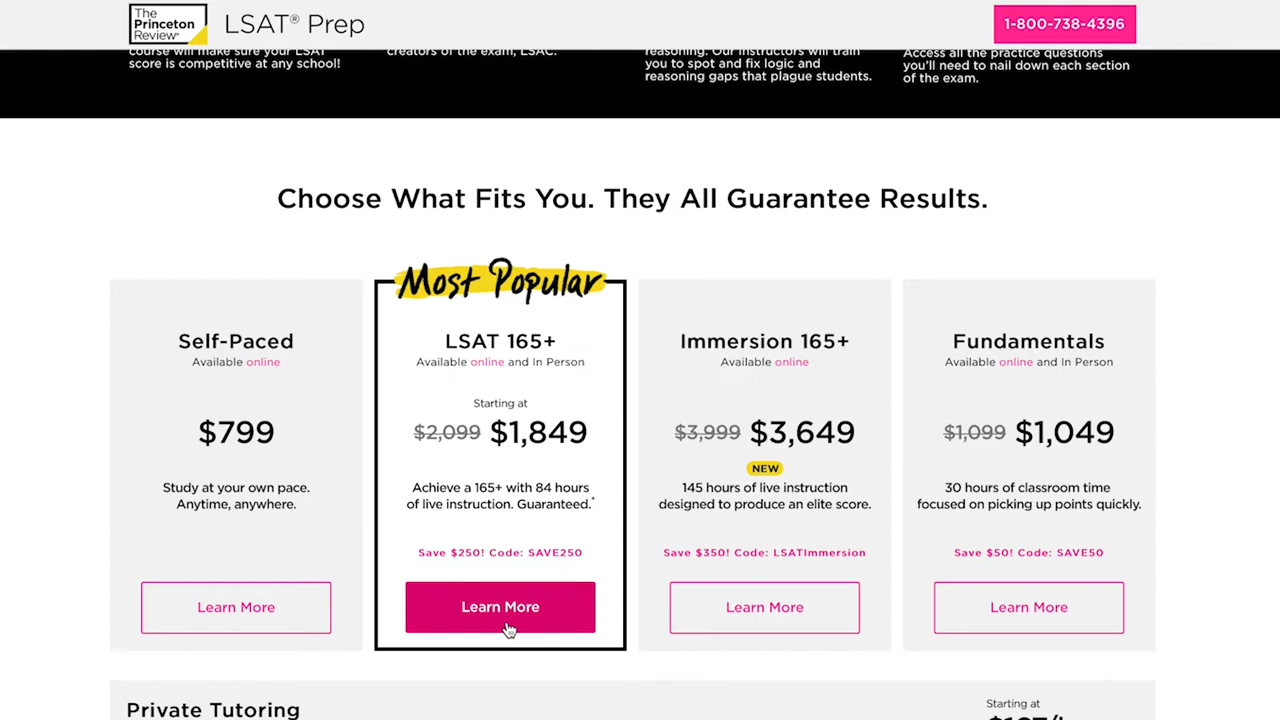 The
Princeton
Review®
LSAT® Prep
1-800-738-4396
course will make sure your LSAT
score is competitive at any school!
creators of the exam, LSAC.
reasoning. Our instructors will train
you to spot and fix logic and
reasoning gaps that plague students.
Access all the practice questions
you'll need to nail down each section
of the exam.
Choose What Fits You. They All Guarantee Results.
Self-Paced
Available online
$799
Study at your own pace.
Anytime, anywhere.
Learn More
Most Popular
LSAT 165+
Available online and In Person
Starting at
$2,099 $1,849
Achieve a 165+ with 84 hours
of live instruction. Guaranteed.*
Save $250! Code: SAVE250
Learn More
Immersion 165+
Available online
$3,999 $3,649
NEW
145 hours of live instruction
designed to produce an elite score.
Save $350! Code: LSATImmersion
Learn More
Fundamentals
Available online and In Person
$1,099 $1,049
30 hours of classroom time
focused on picking up points quickly.
Save $50! Code: SAVE50
Learn More
Private Tutoring
Starting at